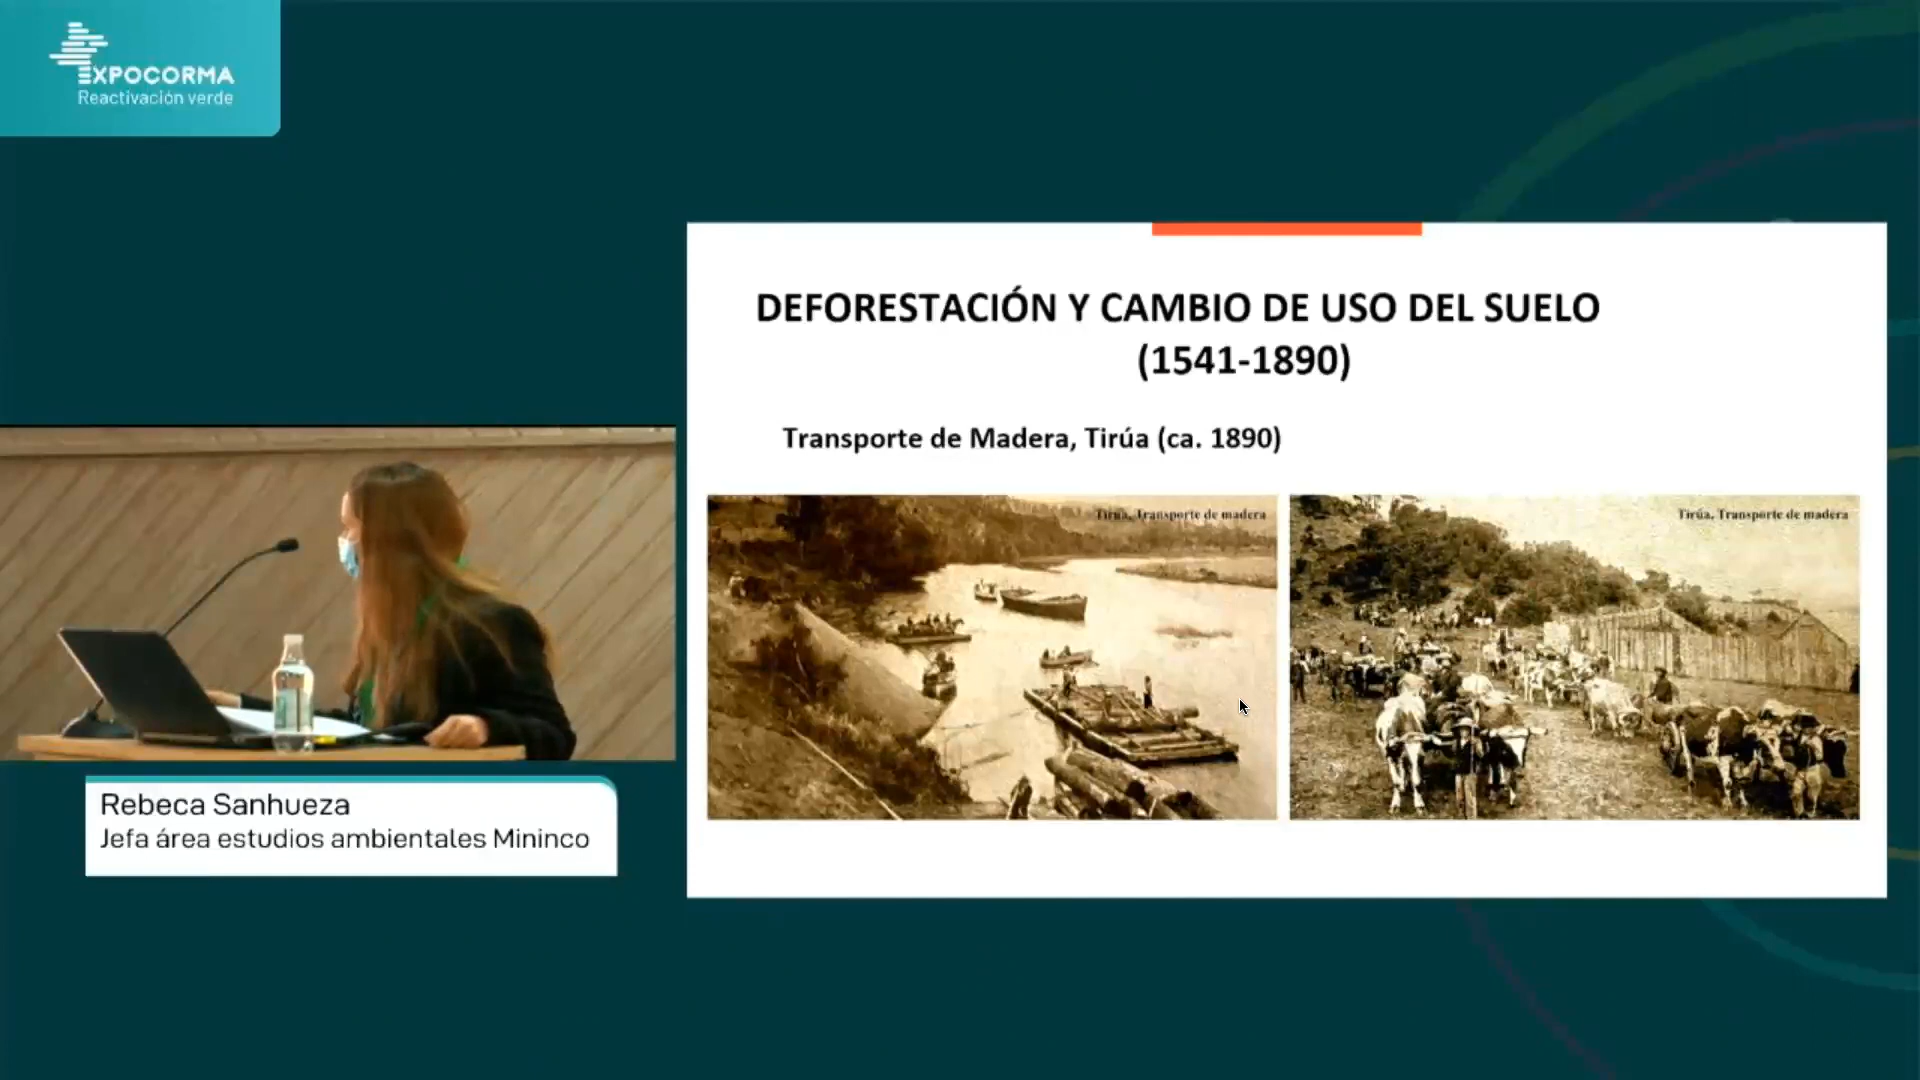 EXPOCORMA
Reactivación verde
DEFORESTACIÓN Y CAMBIO DE USO DEL SUELO
(1541-1890)
Transporte de Madera, Tirúa (ca. 1890)
Tirúa, Transporte de madera
Tirúa, Transporte de madera
Rebeca Sanhueza
Jefa área estudios ambientales Mininco